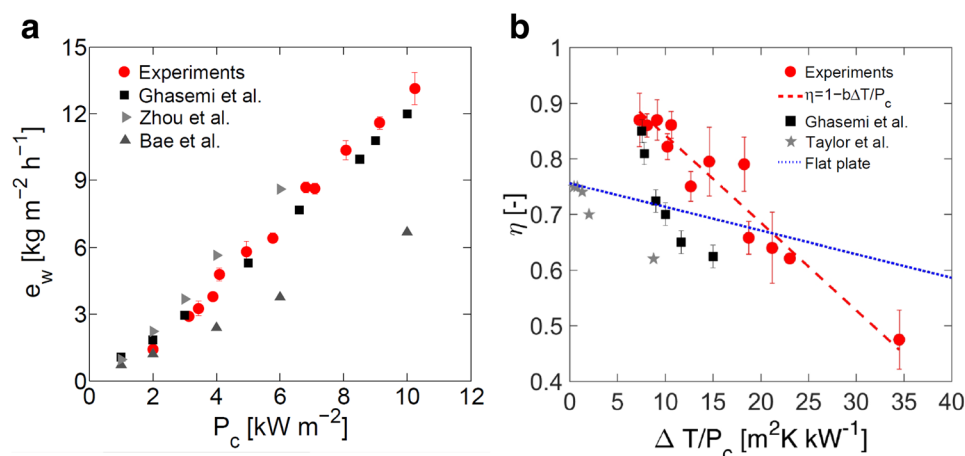 a
15
12
9
6
3
0
e_w [kg m⁻² h⁻¹]
Experiments
Ghasemi et al.
Zhou et al.
Bae et al.
0 2 4 6 8 10 12
P_c [kW m⁻²]
b
1
0.9
0.8
0.7
0.6
0.5
0.4
η [-]
Experiments
η=1-bΔT/P_c
Ghasemi et al.
Taylor et al.
Flat plate
0 5 10 15 20 25 30 35 40
Δ T/P_c [m²K kW⁻¹]